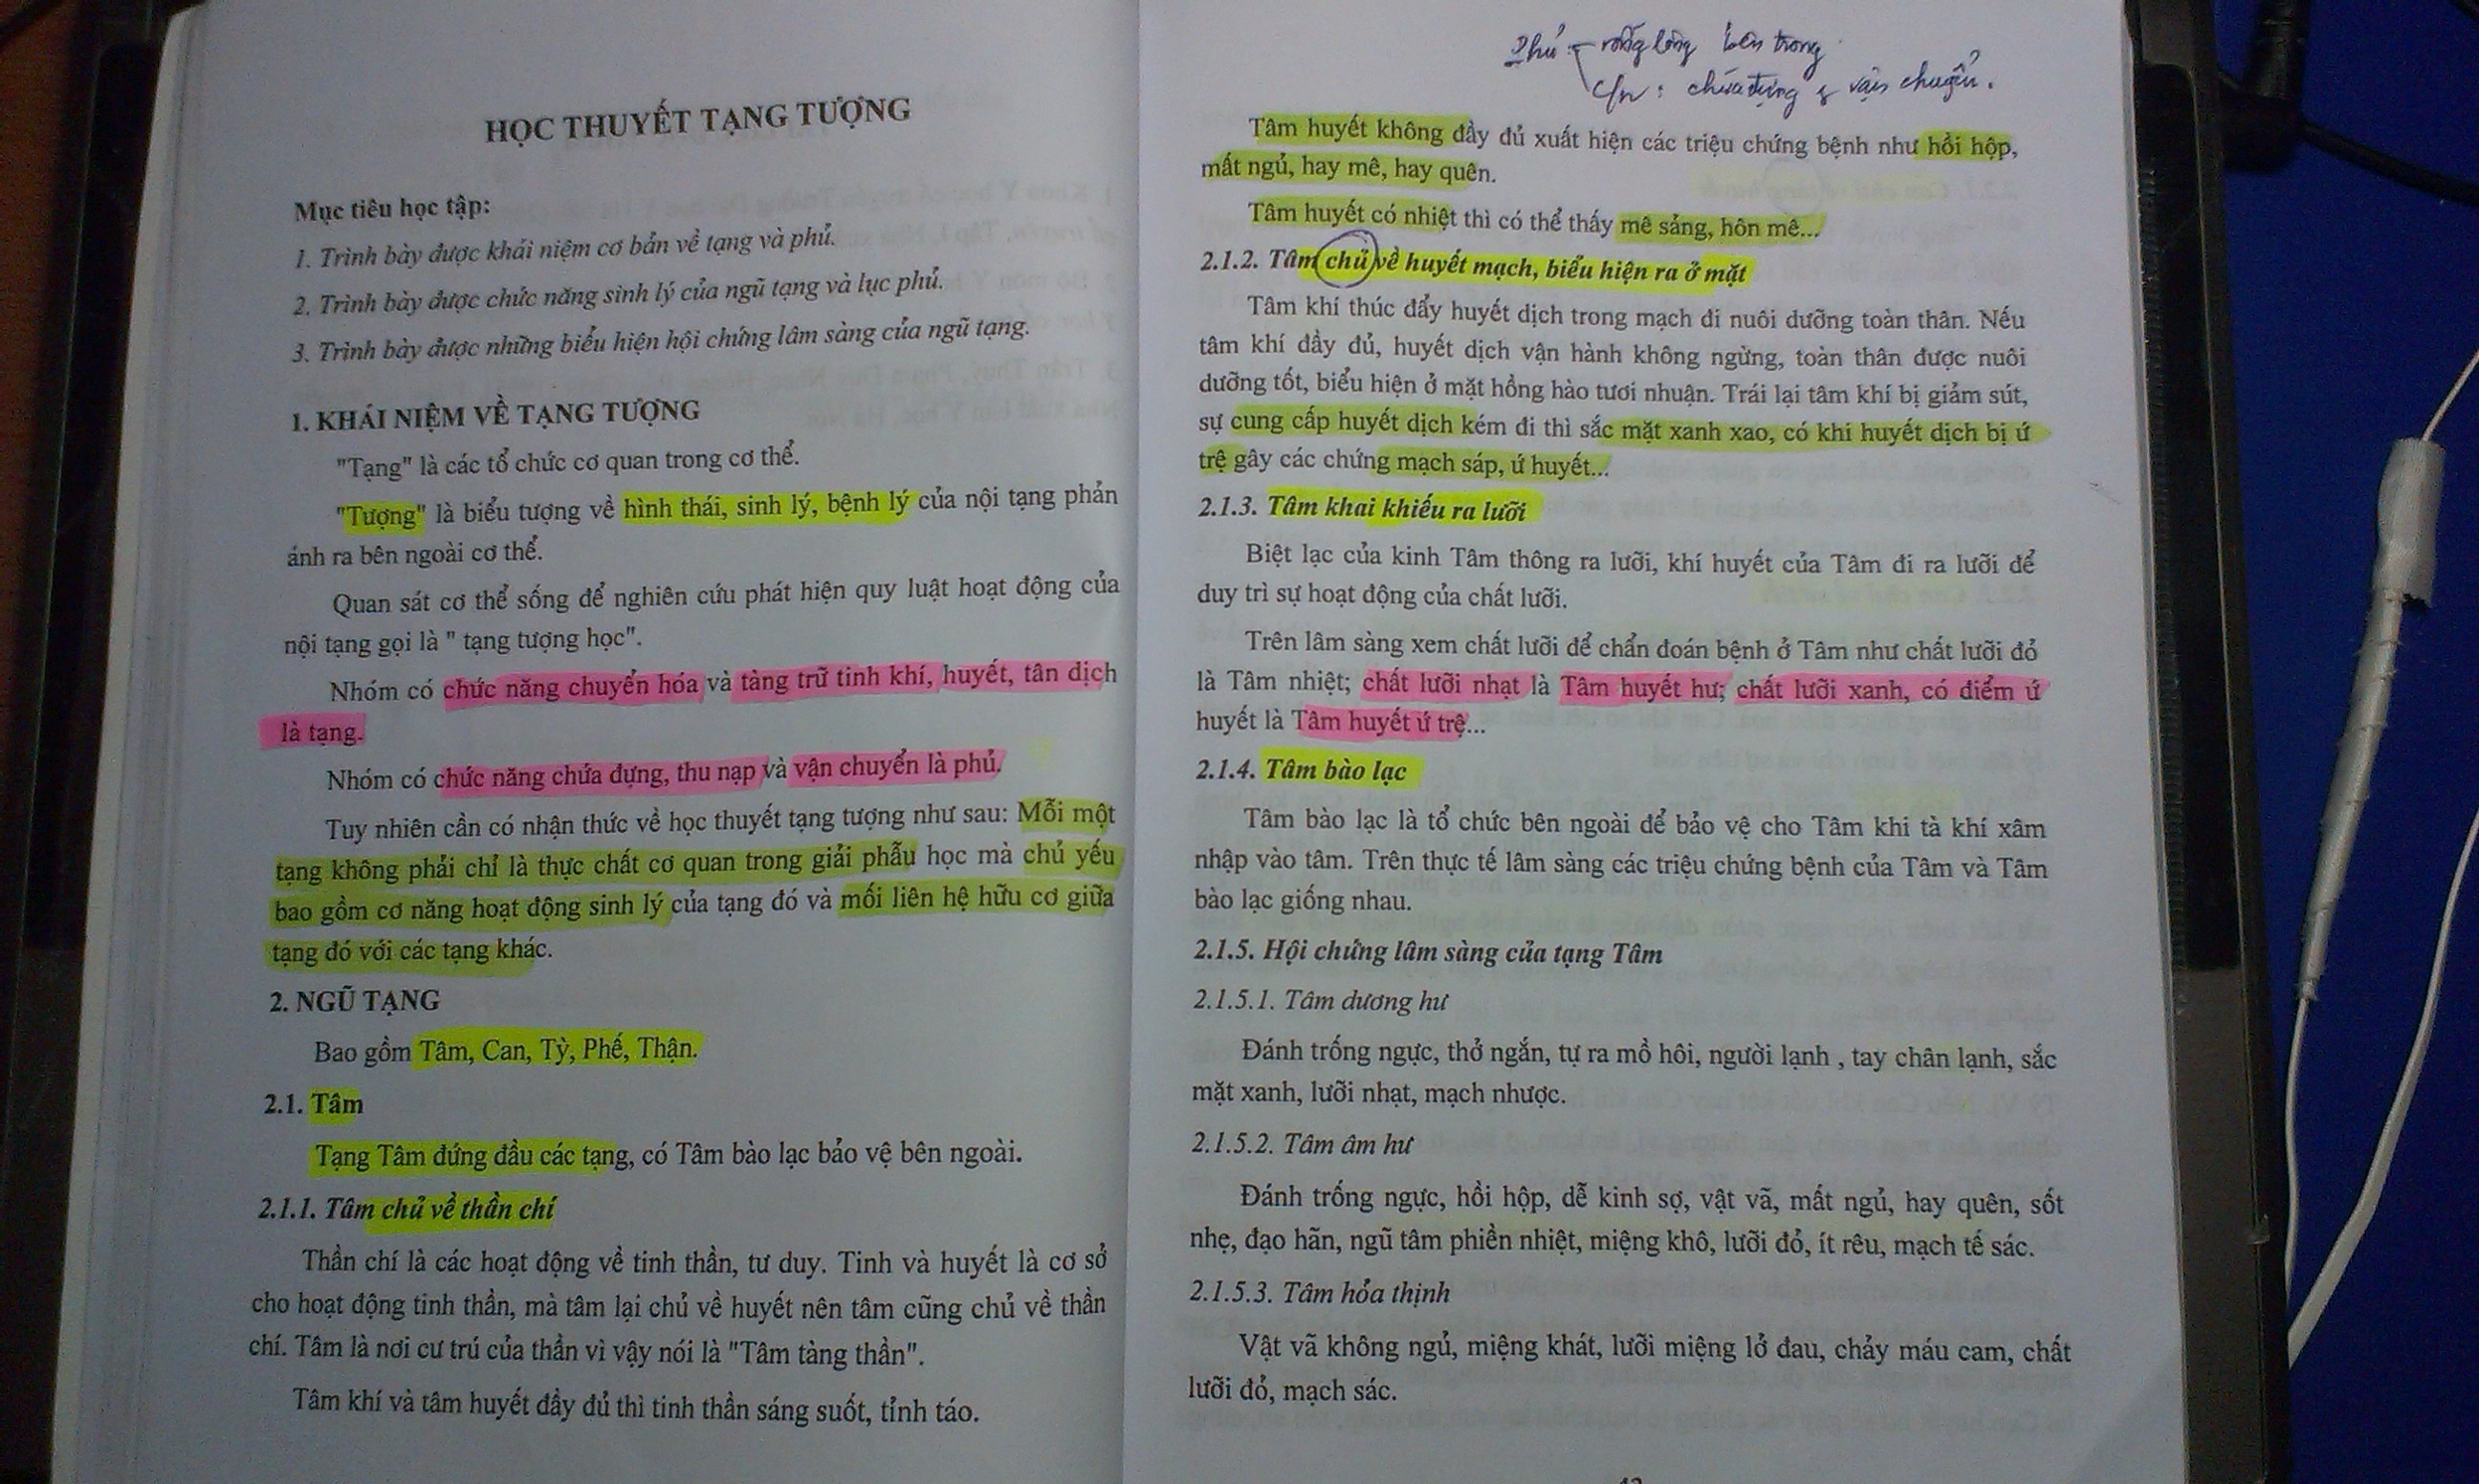 HỌC THUYẾT TẠNG TƯỢNG
Mục tiêu học tập:
1. Trình bày được khái niệm cơ bản về tạng và phủ.
2. Trình bày được chức năng sinh lý của ngũ tạng và lục phủ.
3. Trình bày được những biểu hiện hội chứng lâm sàng của ngũ tạng.
1. KHÁI NIỆM VỀ TẠNG TƯỢNG
"Tạng" là các tổ chức cơ quan trong cơ thể.
"Tượng" là biểu tượng về hình thái, sinh lý, bệnh lý của nội tạng phản
ánh ra bên ngoài cơ thể.
Quan sát cơ thể sống để nghiên cứu phát hiện quy luật hoạt động của
nội tạng gọi là " tạng tượng học".
Nhóm có chức năng chuyển hóa và tàng trữ tinh khí, huyết, tân dịch
là tạng.
Nhóm có chức năng chứa đựng, thu nạp và vận chuyển là phủ.
Tuy nhiên cần có nhận thức về học thuyết tạng tượng như sau: Mỗi một
tạng không phải chỉ là thực chất cơ quan trong giải phẫu học mà chủ yếu
bao gồm cơ năng hoạt động sinh lý của tạng đó và mối liên hệ hữu cơ giữa
tạng đó với các tạng khác.
2. NGŨ TẠNG
Bao gồm Tâm, Can, Tỳ, Phế, Thận.
2.1. Tâm
Tạng Tâm đứng đầu các tạng, có Tâm bào lạc bảo vệ bên ngoài.
2.1.1. Tâm chủ về thần chí
Thần chí là các hoạt động về tinh thần, tư duy. Tinh và huyết là cơ sở
cho hoạt động tinh thần, mà tâm lại chủ về huyết nên tâm cũng chủ về thần
chí. Tâm là nơi cư trú của thần vì vậy nói là "Tâm tàng thần".
Tâm khí và tâm huyết đầy đủ thì tinh thần sáng suốt, tỉnh táo.
Phủ: rỗng lòng bên trong
c/n: chứa đựng & vận chuyển.
Tâm huyết không đầy đủ xuất hiện các triệu chứng bệnh như hồi hộp,
mất ngủ, hay mê, hay quên.
Tâm huyết có nhiệt thì có thể thấy mê sảng, hôn mê...
2.1.2. Tâm chủ về huyết mạch, biểu hiện ra ở mặt
Tâm khí thúc đẩy huyết dịch trong mạch đi nuôi dưỡng toàn thân. Nếu
tâm khí đầy đủ, huyết dịch vận hành không ngừng, toàn thân được nuôi
dưỡng tốt, biểu hiện ở mặt hồng hào tươi nhuận. Trái lại tâm khí bị giảm sút,
sự cung cấp huyết dịch kém đi thì sắc mặt xanh xao, có khi huyết dịch bị ứ
trệ gây các chứng mạch sáp, ứ huyết...
2.1.3. Tâm khai khiếu ra lưỡi
Biệt lạc của kinh Tâm thông ra lưỡi, khí huyết của Tâm đi ra lưỡi để
duy trì sự hoạt động của chất lưỡi.
Trên lâm sàng xem chất lưỡi để chẩn đoán bệnh ở Tâm như chất lưỡi đỏ
là Tâm nhiệt; chất lưỡi nhạt là Tâm huyết hư; chất lưỡi xanh, có điểm ứ
huyết là Tâm huyết ứ trệ...
2.1.4. Tâm bào lạc
Tâm bào lạc là tổ chức bên ngoài để bảo vệ cho Tâm khi tà khí xâm
nhập vào tâm. Trên thực tế lâm sàng các triệu chứng bệnh của Tâm và Tâm
bào lạc giống nhau.
2.1.5. Hội chứng lâm sàng của tạng Tâm
2.1.5.1. Tâm dương hư
Đánh trống ngực, thở ngắn, tự ra mồ hôi, người lạnh , tay chân lạnh, sắc
mặt xanh, lưỡi nhạt, mạch nhược.
2.1.5.2. Tâm âm hư
Đánh trống ngực, hồi hộp, dễ kinh sợ, vật vã, mất ngủ, hay quên, sốt
nhẹ, đạo hãn, ngũ tâm phiền nhiệt, miệng khô, lưỡi đỏ, ít rêu, mạch tế sác.
2.1.5.3. Tâm hỏa thịnh
Vật vã không ngủ, miệng khát, lưỡi miệng lở đau, chảy máu cam, chất
lưỡi đỏ, mạch sác.